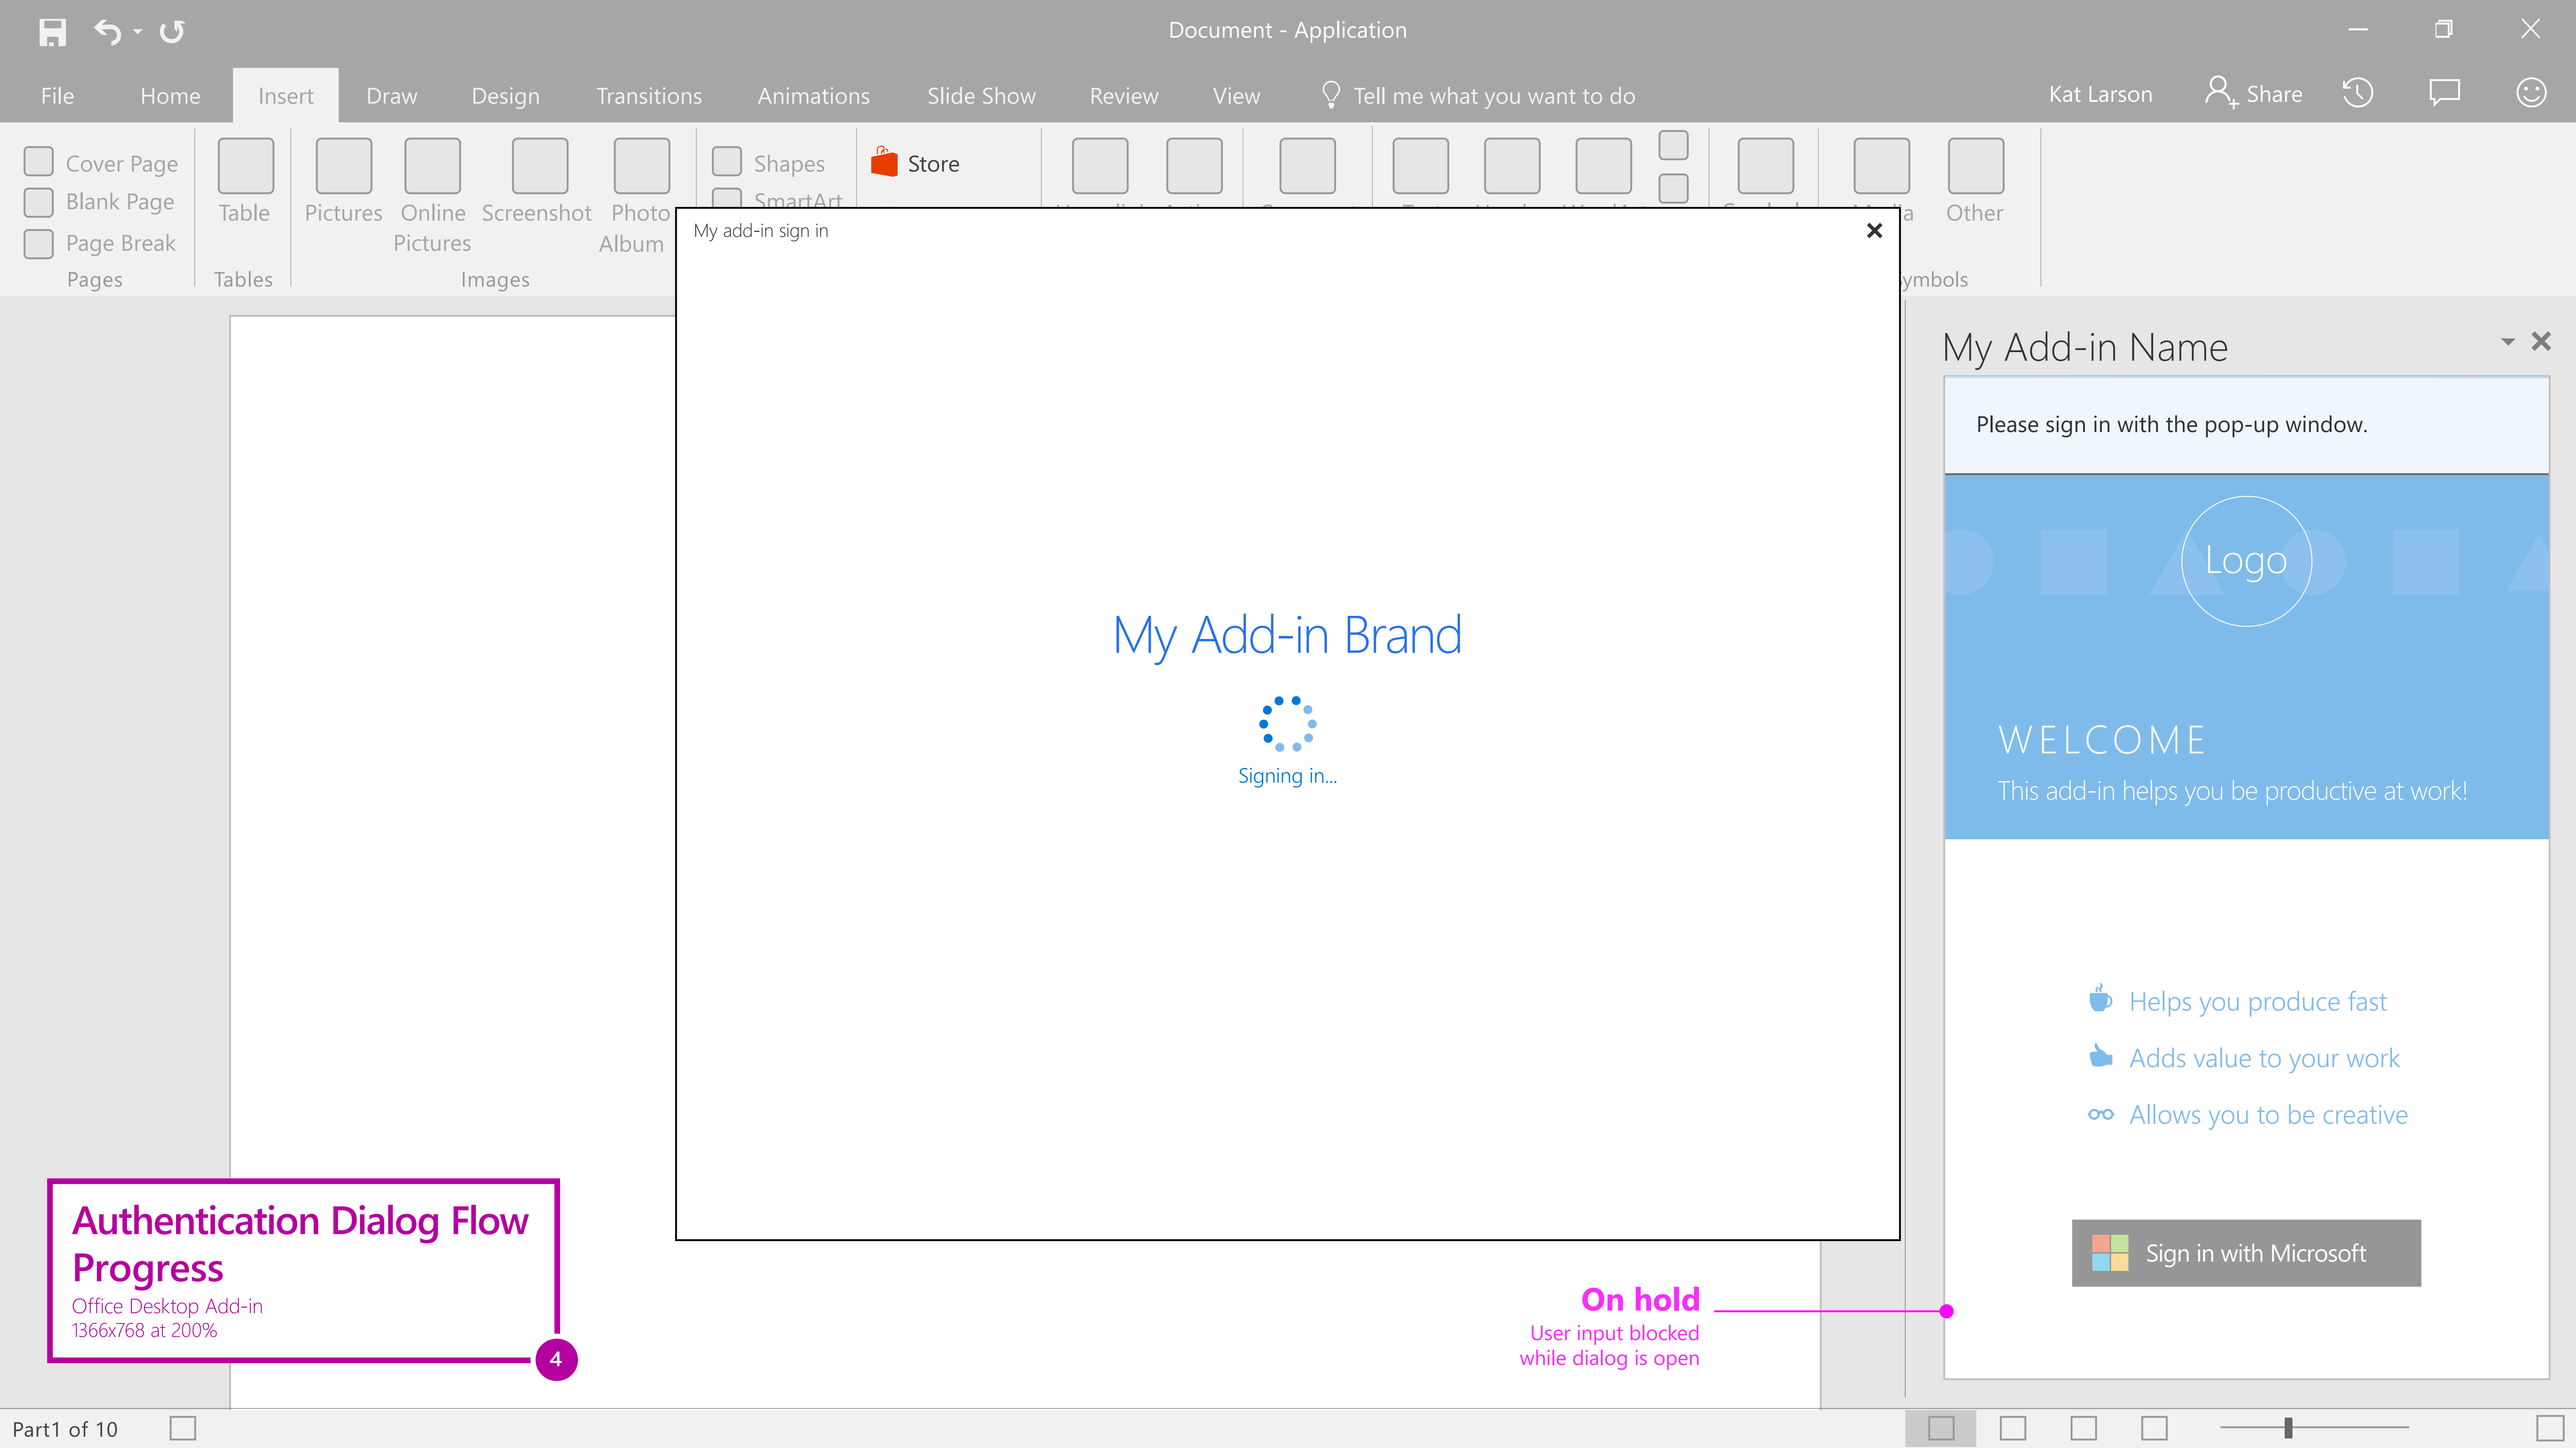 Document - Application
File Home Insert Draw Design Transitions Animations Slide Show Review View Tell me what you want to do Kat Larson Share
Cover Page
Blank Page
Page Break
Pages
Table
Tables
Pictures
Online
Pictures
Screenshot
Photo
Album
Images
Shapes
SmartArt
Store
Other
My add-in sign in
My Add-in Brand
Signing in...
My Add-in Name
Please sign in with the pop-up window.
Logo
WELCOME
This add-in helps you be productive at work!
Helps you produce fast
Adds value to your work
Allows you to be creative
Sign in with Microsoft
Authentication Dialog Flow
Progress
Office Desktop Add-in
1366x768 at 200%
4
On hold
User input blocked
while dialog is open
Part1 of 10